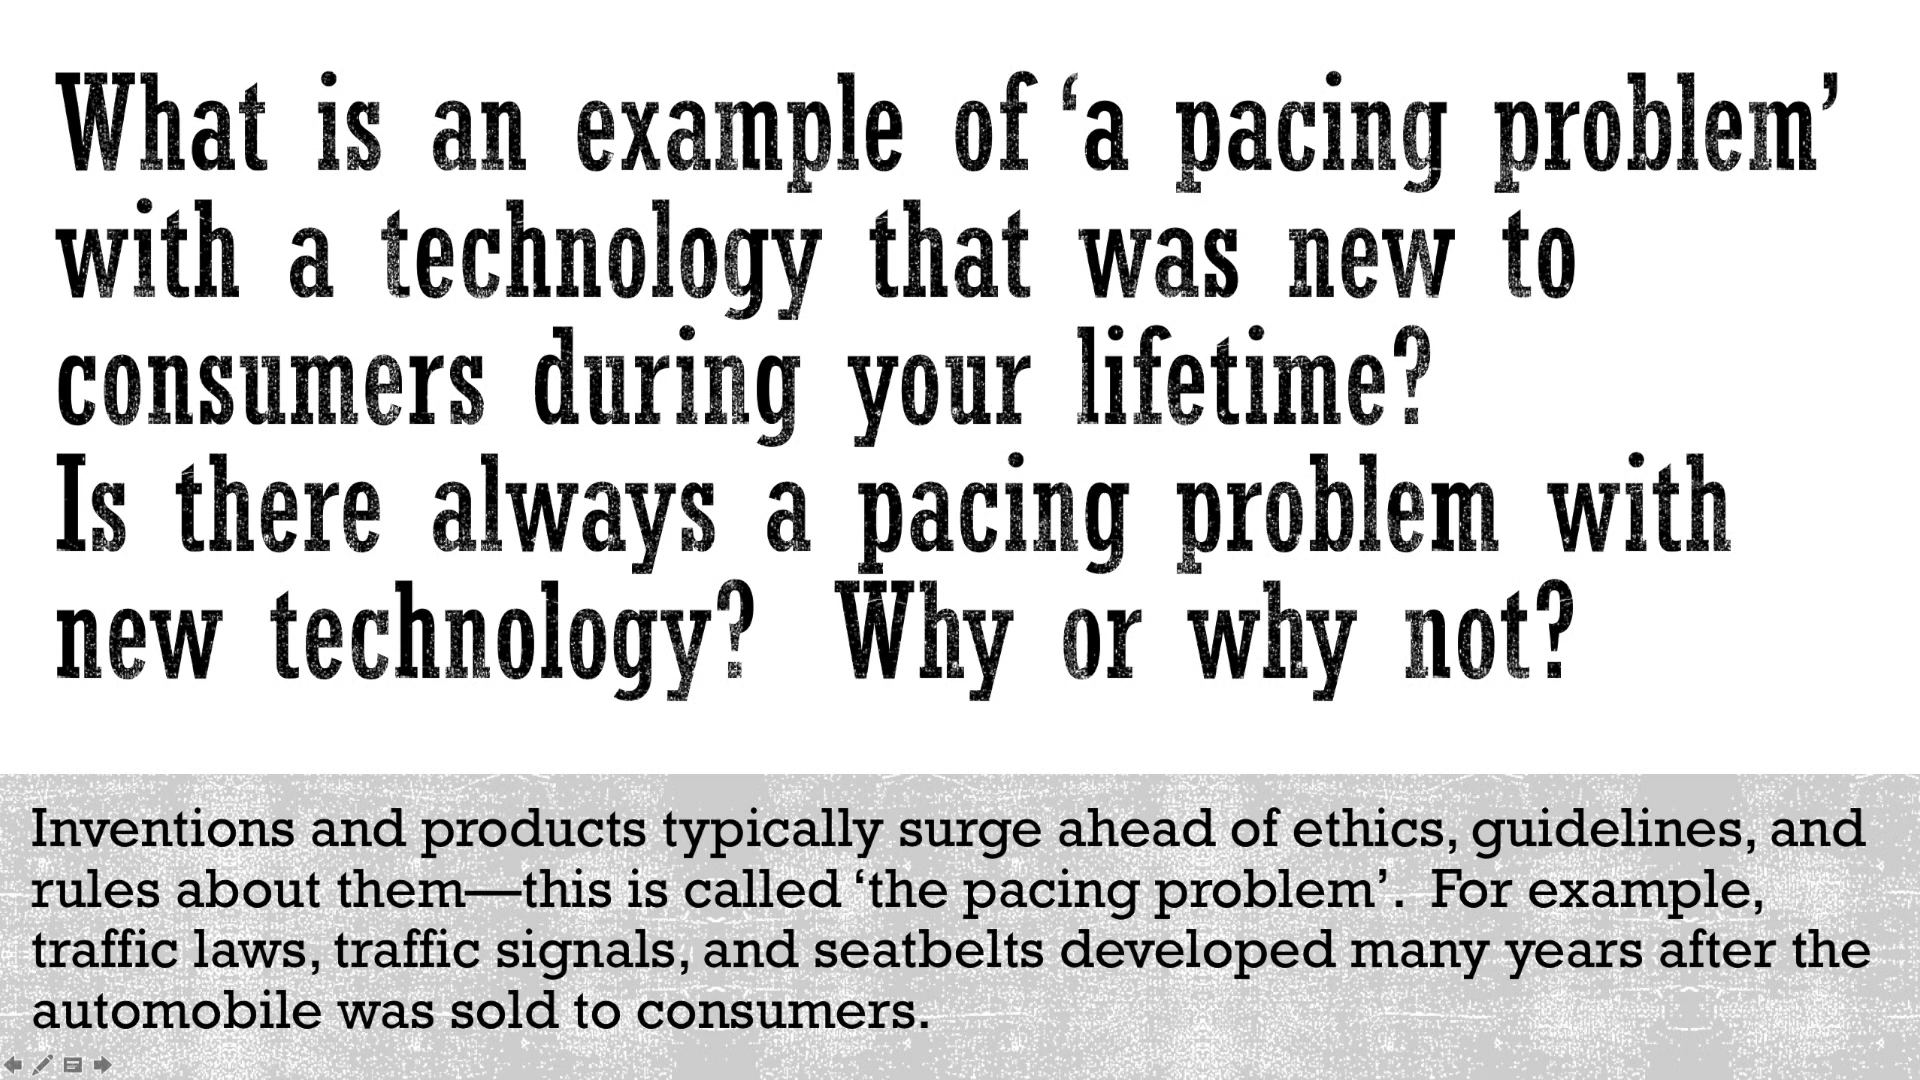 What is an example of ‘a pacing problem’
with a technology that was new to
consumers during your lifetime?
Is there always a pacing problem with
new technology?  Why or why not?
Inventions and products typically surge ahead of ethics, guidelines, and
rules about them—this is called ‘the pacing problem’.  For example,
traffic laws, traffic signals, and seatbelts developed many years after the
automobile was sold to consumers.